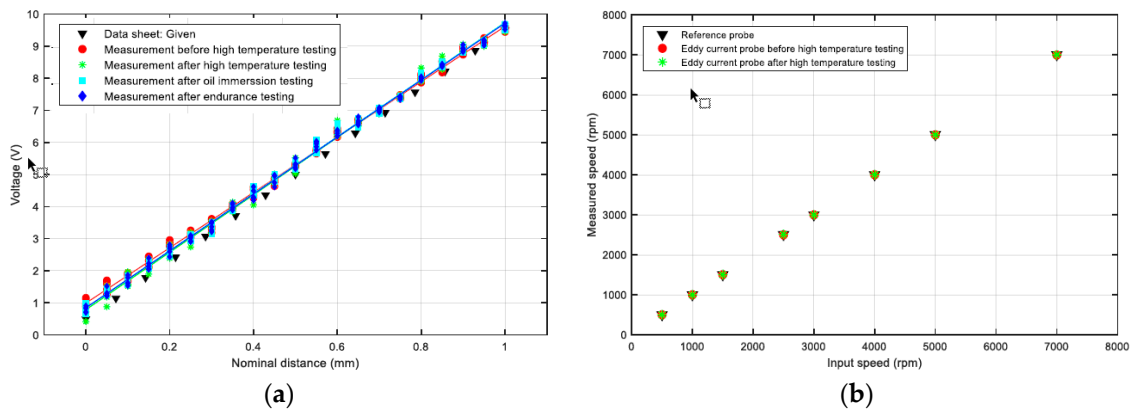 10
9
8
7
6
5
4
3
2
1
0
Voltage (V)
Data sheet: Given
Measurement before high temperature testing
Measurement after high temperature testing
Measurement after oil immerssion testing
Measurement after endurance testing
0
0.2
0.4
0.6
0.8
1
Nominal distance (mm)
(a)
8000
7000
6000
5000
4000
3000
2000
1000
0
Measured speed (rpm)
Reference probe
Eddy current probe before high temperature testing
Eddy current probe after high temperature testing
0
1000
2000
3000
4000
5000
6000
7000
8000
Input speed (rpm)
(b)